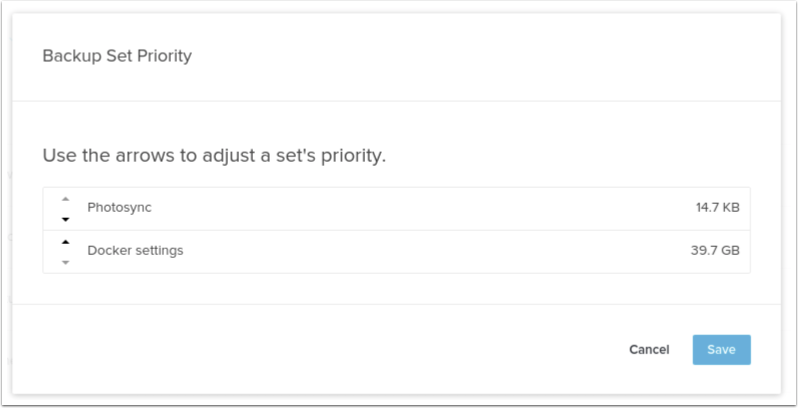 Backup Set Priority
Use the arrows to adjust a set's priority.
Photosync 14.7 KB
Docker settings 39.7 GB
Cancel Save